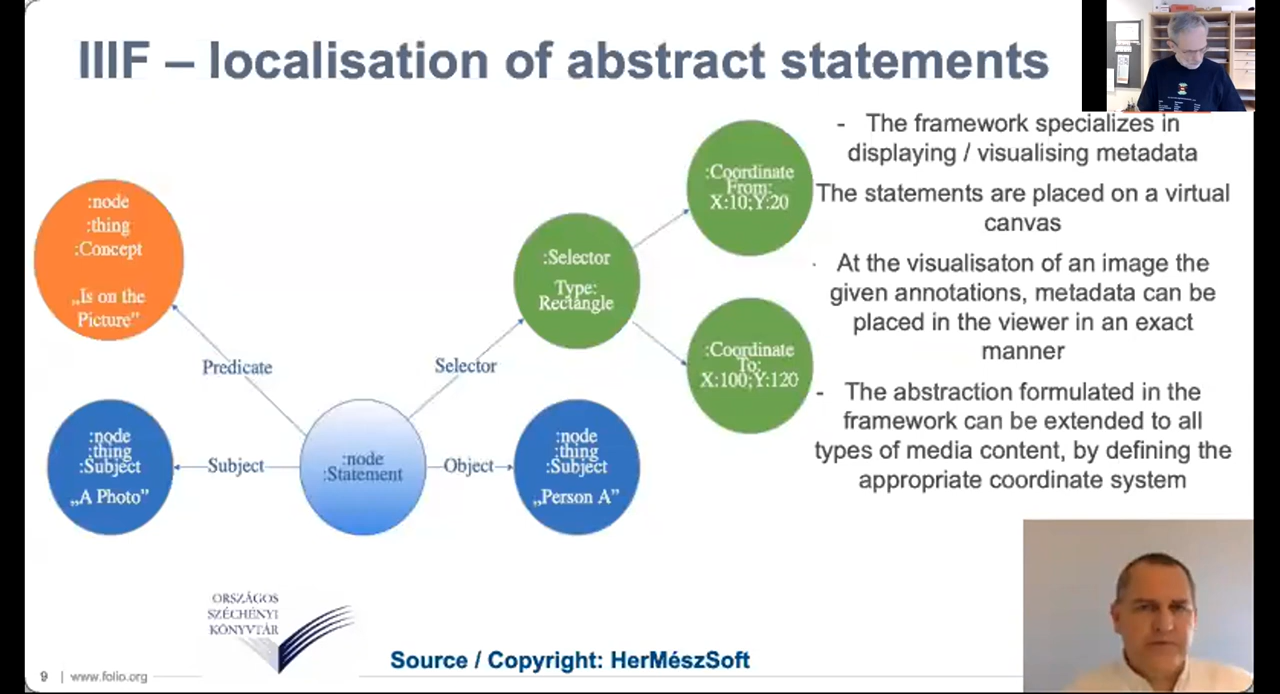 IIIF – localisation of abstract statements
:node
:thing
:Concept
„Is on the
Picture”
Predicate
:node
:thing
:Subject
„A Photo”
Subject
:node
:Statement
Object
:node
:thing
:Subject
„Person A”
Selector
:Selector
Type:
Rectangle
:Coordinate
From:
X:10;Y:20
:Coordinate
To:
X:100;Y:120
- The framework specializes in
displaying / visualising metadata
The statements are placed on a virtual
canvas
· At the visualisaton of an image the
given annotations, metadata can be
placed in the viewer in an exact
manner
- The abstraction formulated in the
framework can be extended to all
types of media content, by defining the
appropriate coordinate system
ORSZÁGOS
SZÉCHÉNYI
KÖNYVTÁR
Source / Copyright: HerMészSoft
9 | www.folio.org